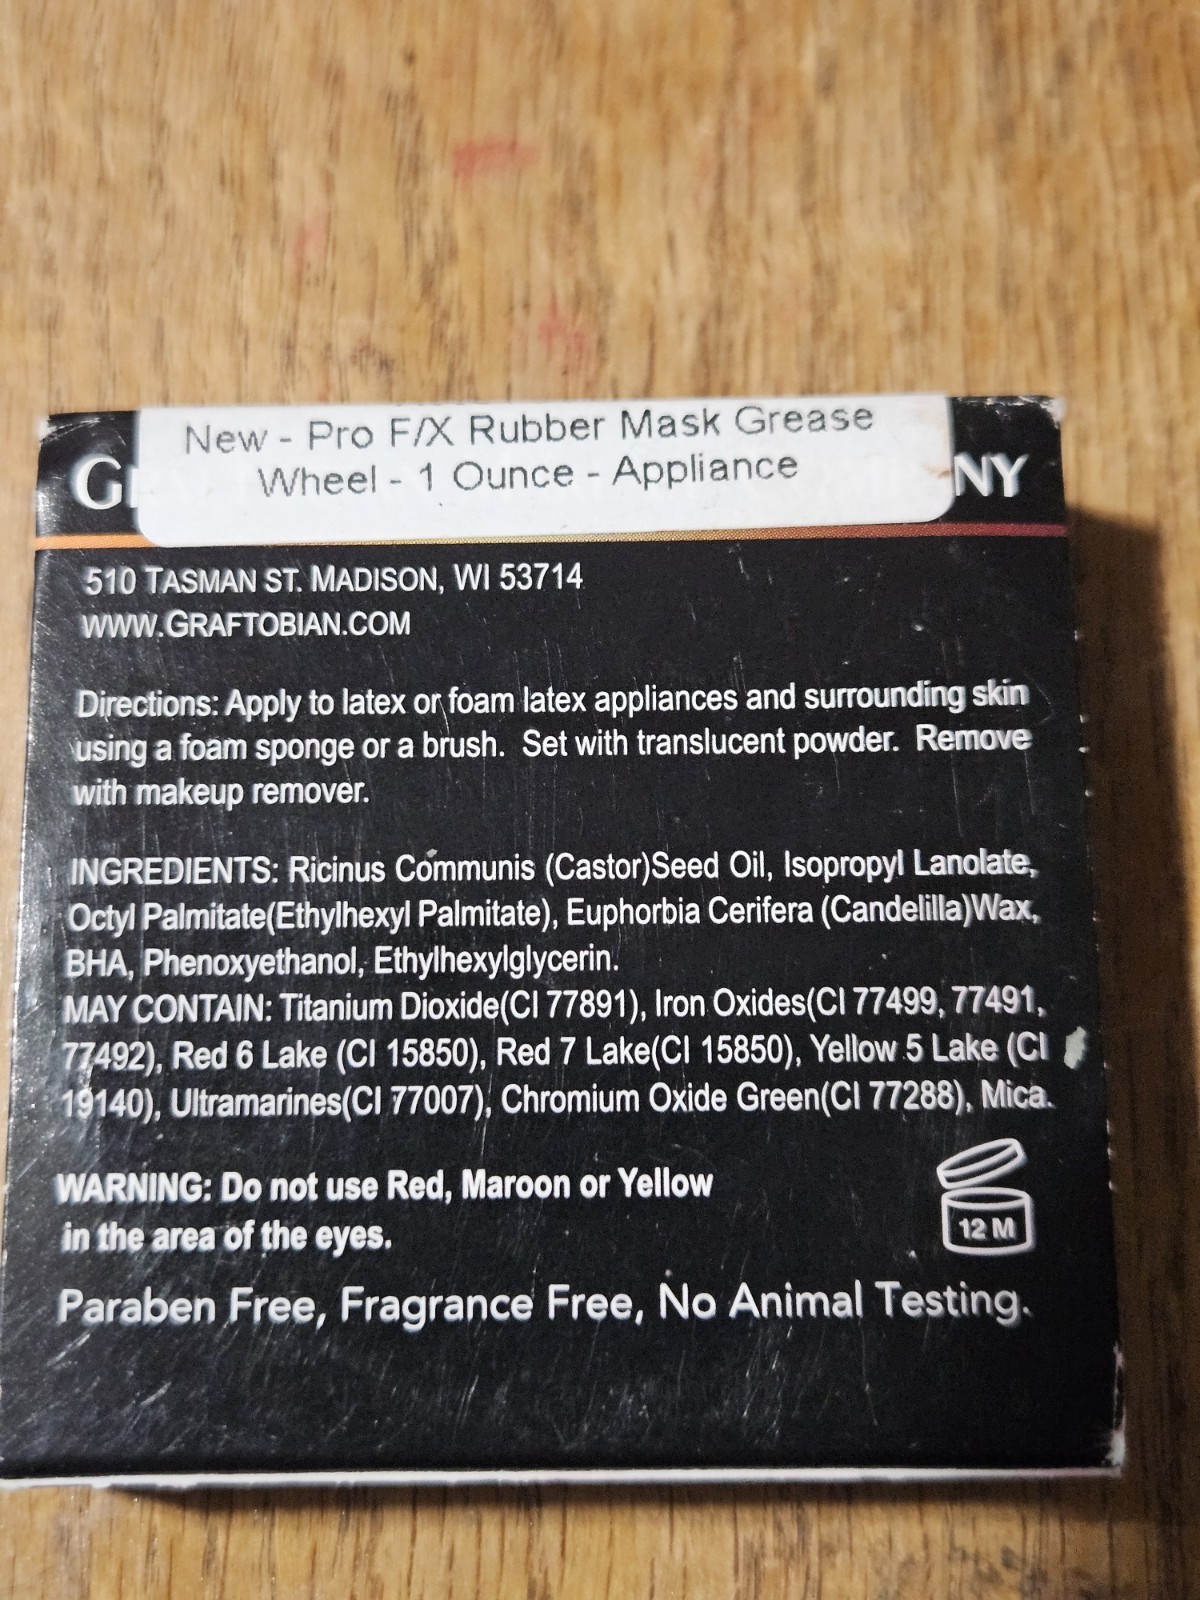 New - Pro F/X Rubber Mask Grease
Wheel - 1 Ounce - Appliance
510 TASMAN ST. MADISON, WI 53714
WWW.GRAFTOBIAN.COM
Directions: Apply to latex or foam latex appliances and surrounding skin
using a foam sponge or a brush. Set with translucent powder. Remove
with makeup remover.
INGREDIENTS: Ricinus Communis (Castor)Seed Oil, Isopropyl Lanolate,
Octyl Palmitate(Ethylhexyl Palmitate), Euphorbia Cerifera (Candelilla)Wax,
BHA, Phenoxyethanol, Ethylhexylglycerin.
MAY CONTAIN: Titanium Dioxide(CI 77891), Iron Oxides(CI 77499, 77491,
77492), Red 6 Lake (CI 15850), Red 7 Lake(CI 15850), Yellow 5 Lake (CI
19140), Ultramarines(CI 77007), Chromium Oxide Green(CI 77288), Mica.
WARNING: Do not use Red, Maroon or Yellow
in the area of the eyes.
12 M
Paraben Free, Fragrance Free, No Animal Testing.